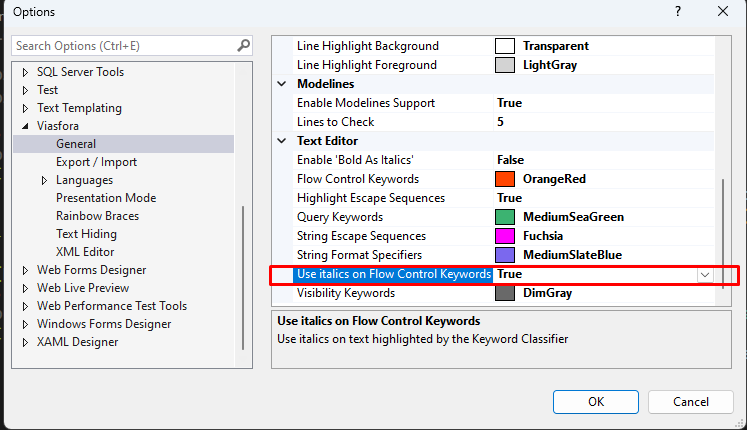 Options
?
Search Options (Ctrl+E)
SQL Server Tools
Test
Text Templating
Viasfora
General
Export / Import
Languages
Presentation Mode
Rainbow Braces
Text Hiding
XML Editor
Web Forms Designer
Web Live Preview
Web Performance Test Tools
Windows Forms Designer
XAML Designer
Line Highlight Background Transparent
Line Highlight Foreground LightGray
Modelines
Enable Modelines Support True
Lines to Check 5
Text Editor
Enable 'Bold As Italics' False
Flow Control Keywords OrangeRed
Highlight Escape Sequences True
Query Keywords MediumSeaGreen
String Escape Sequences Fuchsia
String Format Specifiers MediumSlateBlue
Use italics on Flow Control Keywords True
Visibility Keywords DimGray
Use italics on Flow Control Keywords
Use italics on text highlighted by the Keyword Classifier
OK
Cancel